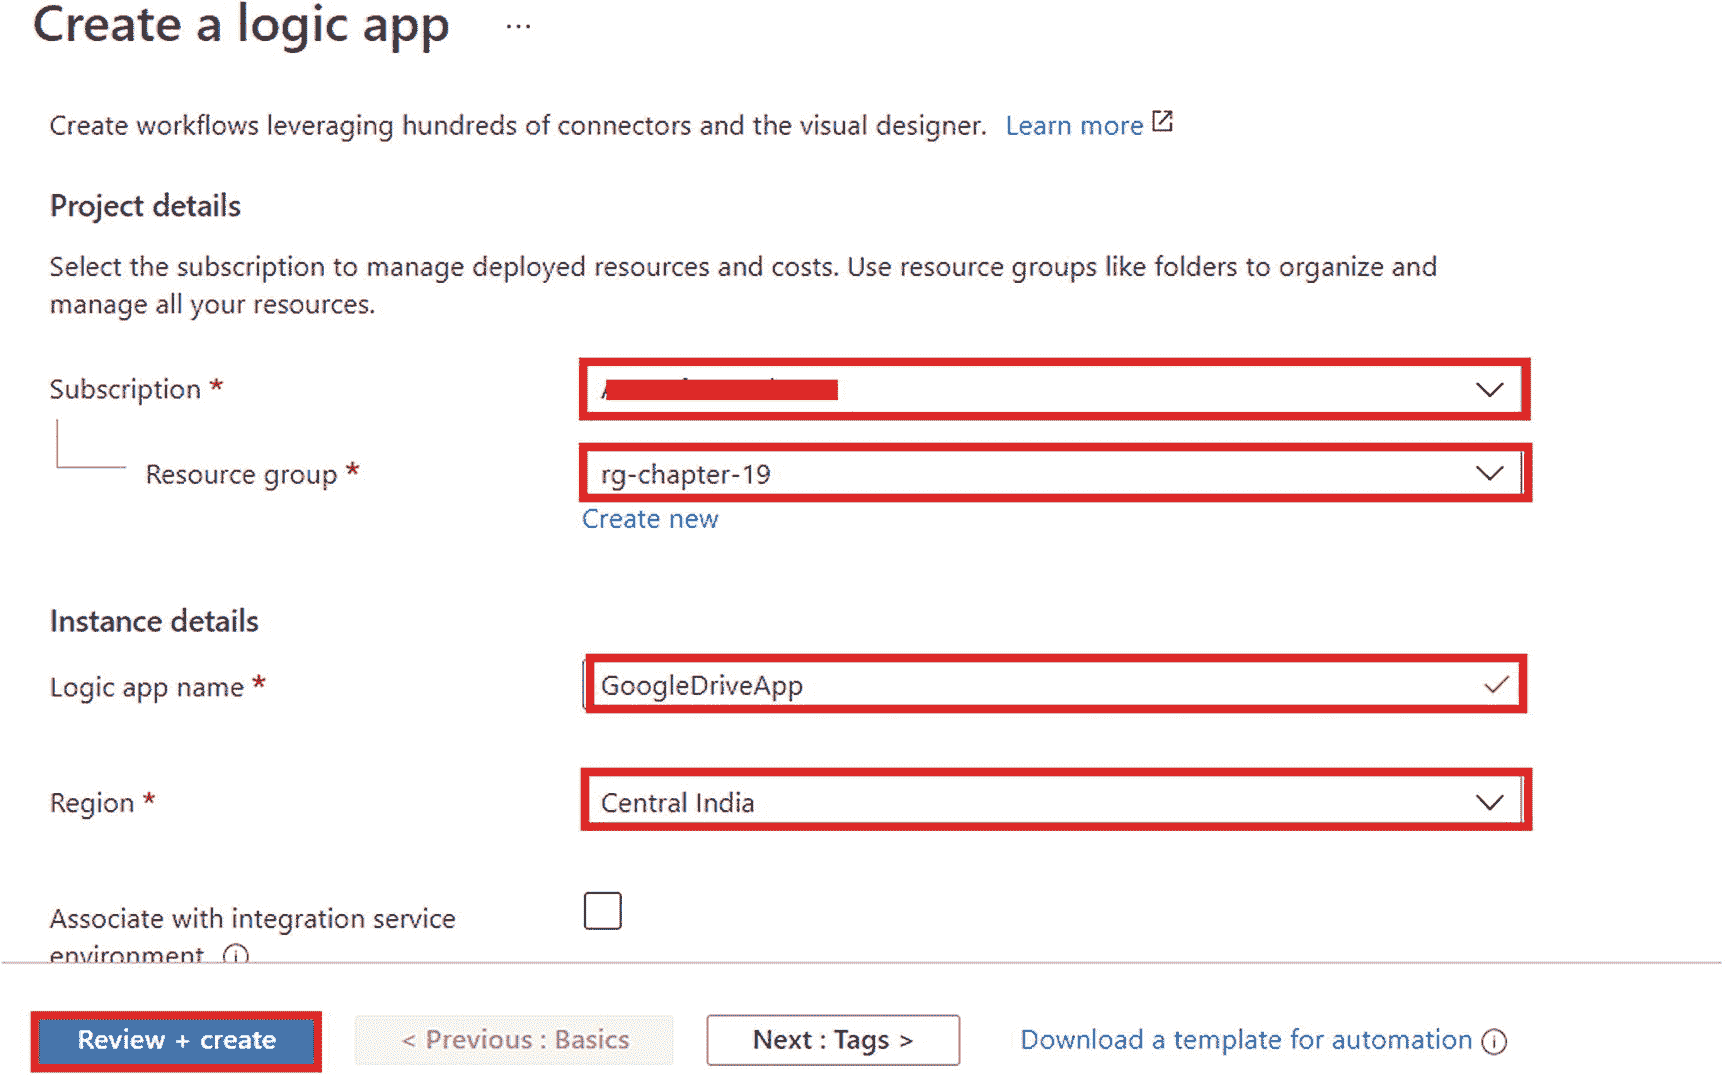 Create a logic app ...
Create workflows leveraging hundreds of connectors and the visual designer. Learn more
Project details
Select the subscription to manage deployed resources and costs. Use resource groups like folders to organize and
manage all your resources.
Subscription *
Resource group *
rg-chapter-19
Create new
Instance details
Logic app name *
GoogleDriveApp
Region *
Central India
Associate with integration service
environment
Review + create
< Previous : Basics
Next : Tags >
Download a template for automation